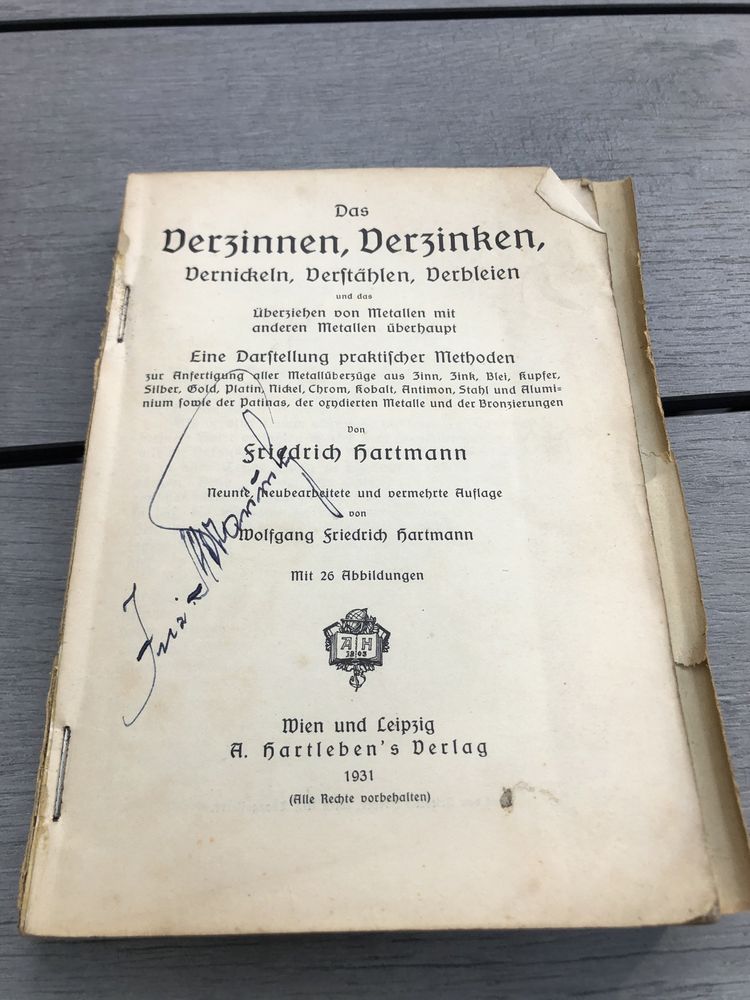 Das
Verzinnen, Verzinken,
Vernickeln, Verstählen, Verbleien
und das
Überziehen von Metallen mit
anderen Metallen überhaupt
Eine Darstellung praktischer Methoden
zur Anfertigung aller Metallüberzüge aus Zinn, Zink, Blei, Kupfer,
Silber, Gold, Platin, Nickel, Chrom, Kobalt, Antimon, Stahl und Alumi-
nium sowie der Patinas, der oxydierten Metalle und der Bronzierungen
Von
Friedrich Hartmann
Neunte, neubearbeitete und vermehrte Auflage
von
Wolfgang Friedrich Hartmann
Mit 26 Abbildungen
A H
1803
Wien und Leipzig
A. Hartleben's Verlag
1931
(Alle Rechte vorbehalten)